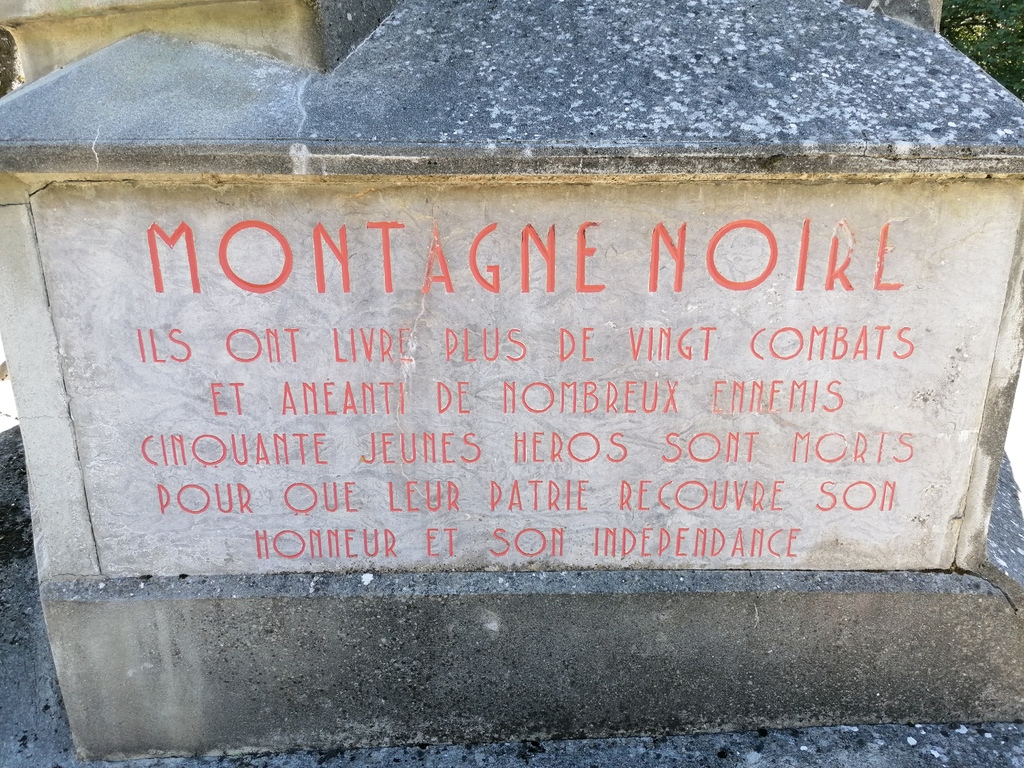 MONTAGNE NOIRE
ILS ONT LIVRE PLUS DE VINGT COMBATS
ET ANÉANTI DE NOMBREUX ENNEMIS
CINQUANTE JEUNES HEROS SONT MORTS
POUR QUE LEUR PATRIE RECOUVRE SON
HONNEUR ET SON INDEPENDANCE